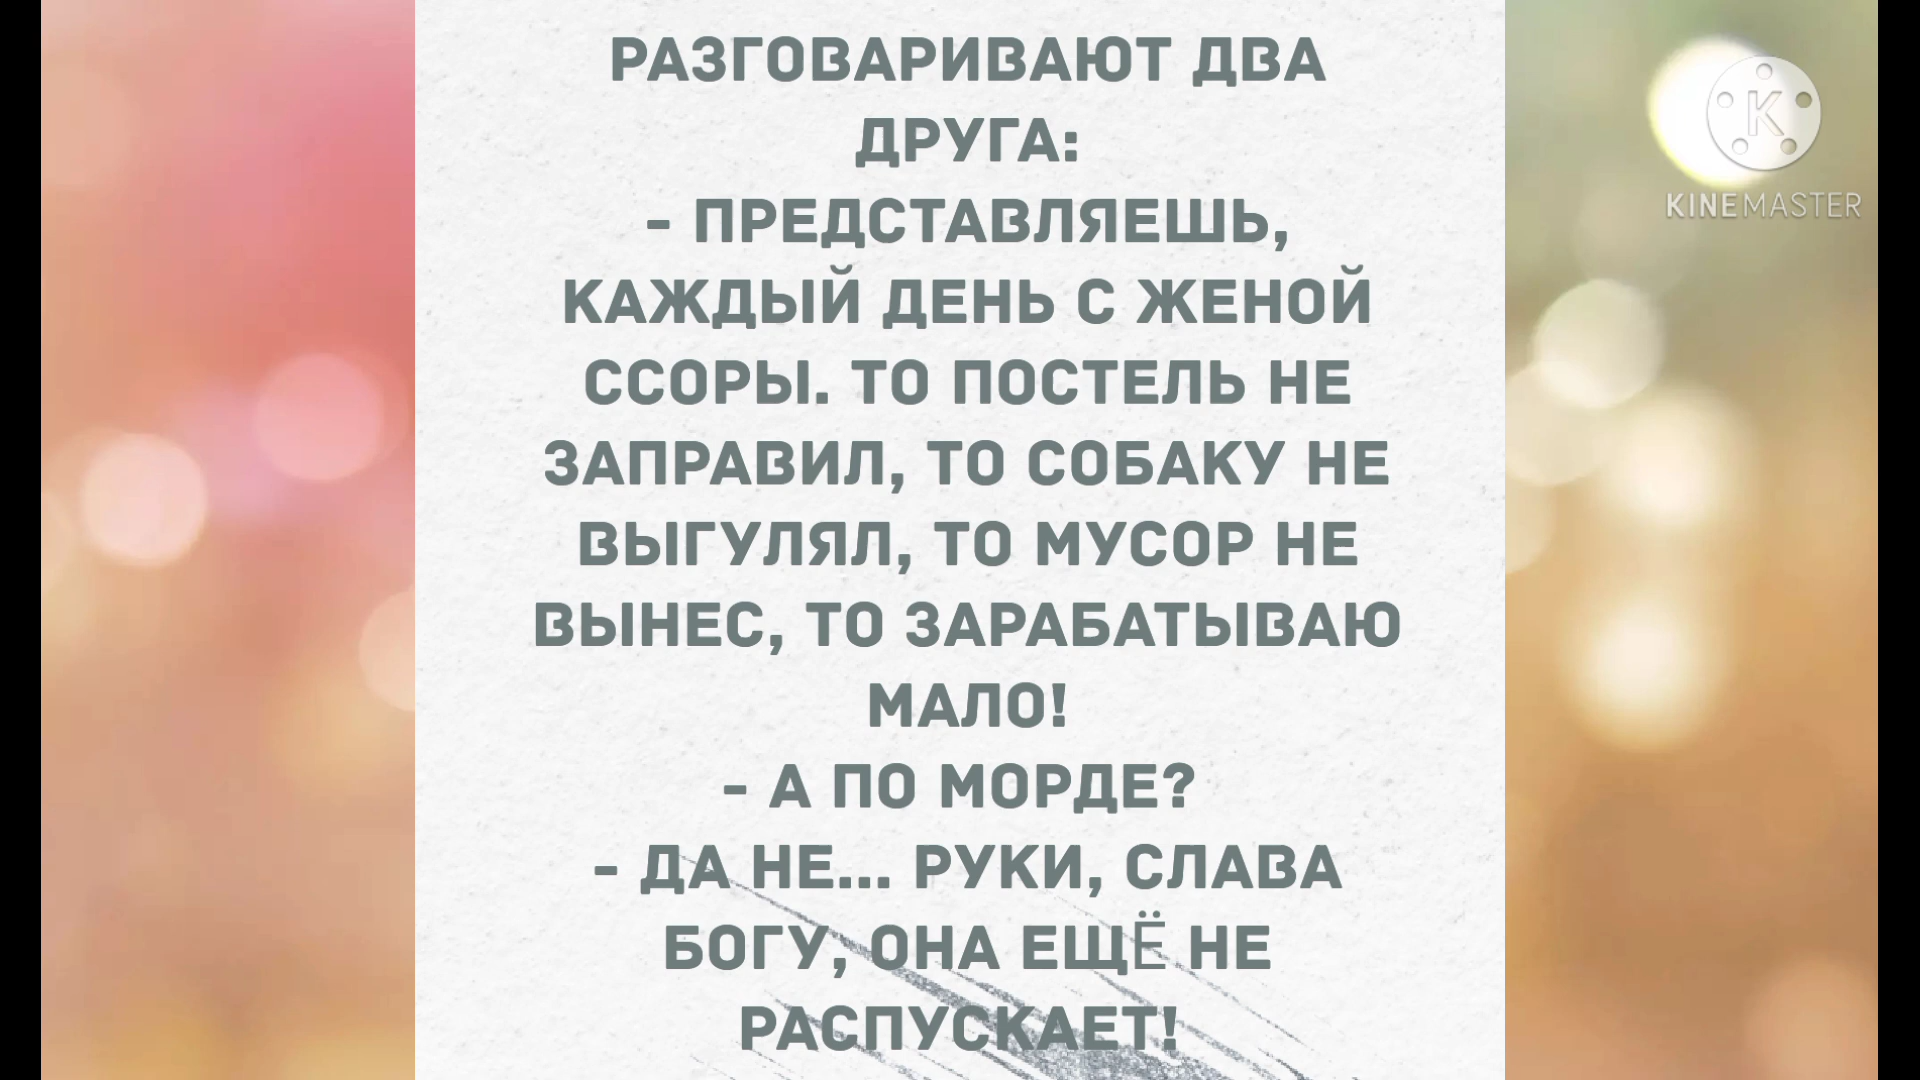 РАЗГОВАРИВАЮТ ДВА
ДРУГА:
- ПРЕДСТАВЛЯЕШЬ,
КАЖДЫЙ ДЕНЬ С ЖЕНОЙ
ССОРЫ. ТО ПОСТЕЛЬ НЕ
ЗАПРАВИЛ, ТО СОБАКУ НЕ
ВЫГУЛЯЛ, ТО МУСОР НЕ
ВЫНЕС, ТО ЗАРАБАТЫВАЮ
МАЛО!
- А ПО МОРДЕ?
- ДА НЕ... РУКИ, СЛАВА
БОГУ, ОНА ЕЩЁ НЕ
РАСПУСКАЕТ!
K
KINEMASTER